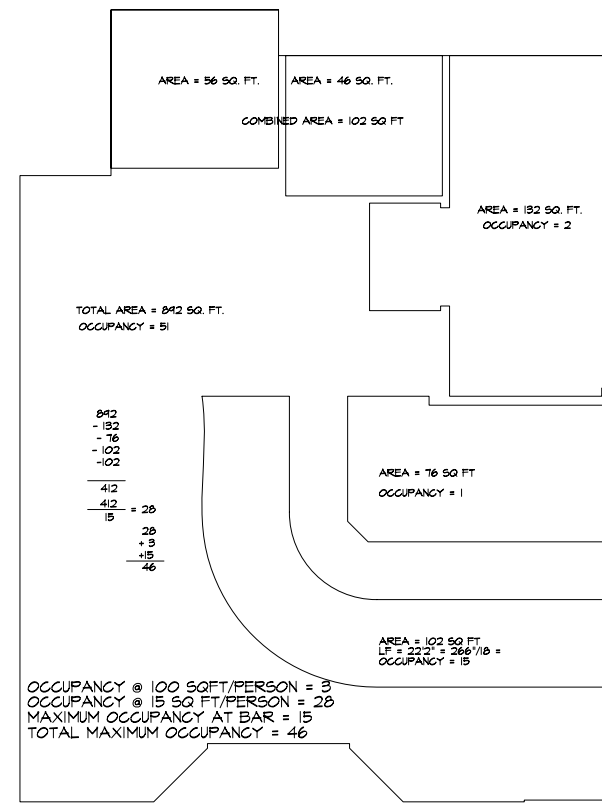 AREA = 56 SQ. FT.
AREA = 46 SQ. FT.
COMBINED AREA = 102 SQ FT
AREA = 132 SQ. FT.
OCCUPANCY = 2
TOTAL AREA = 892 SQ. FT.
OCCUPANCY = 51
892
- 132
- 76
- 102
-102
412
412
15
= 28
28
+ 3
+15
46
AREA = 76 SQ FT
OCCUPANCY = 1
AREA = 102 SQ FT
LF = 22'2" = 266"/18 =
OCCUPANCY = 15
OCCUPANCY @ 100 SQFT/PERSON = 3
OCCUPANCY @ 15 SQ FT/PERSON = 28
MAXIMUM OCCUPANCY AT BAR = 15
TOTAL MAXIMUM OCCUPANCY = 46